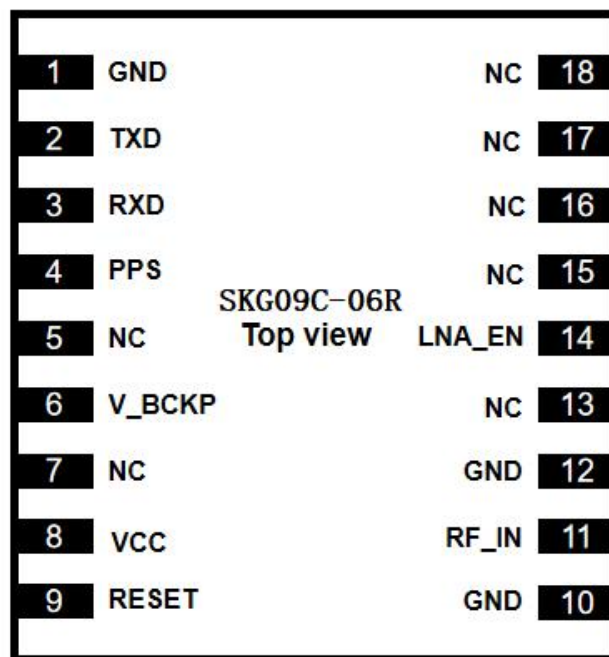 1 GND NC 18
2 TXD NC 17
3 RXD NC 16
4 PPS NC 15
SKG09C-06R
5 NC Top view LNA_EN 14
6 V_BCKP NC 13
7 NC GND 12
8 VCC RF_IN 11
9 RESET GND 10